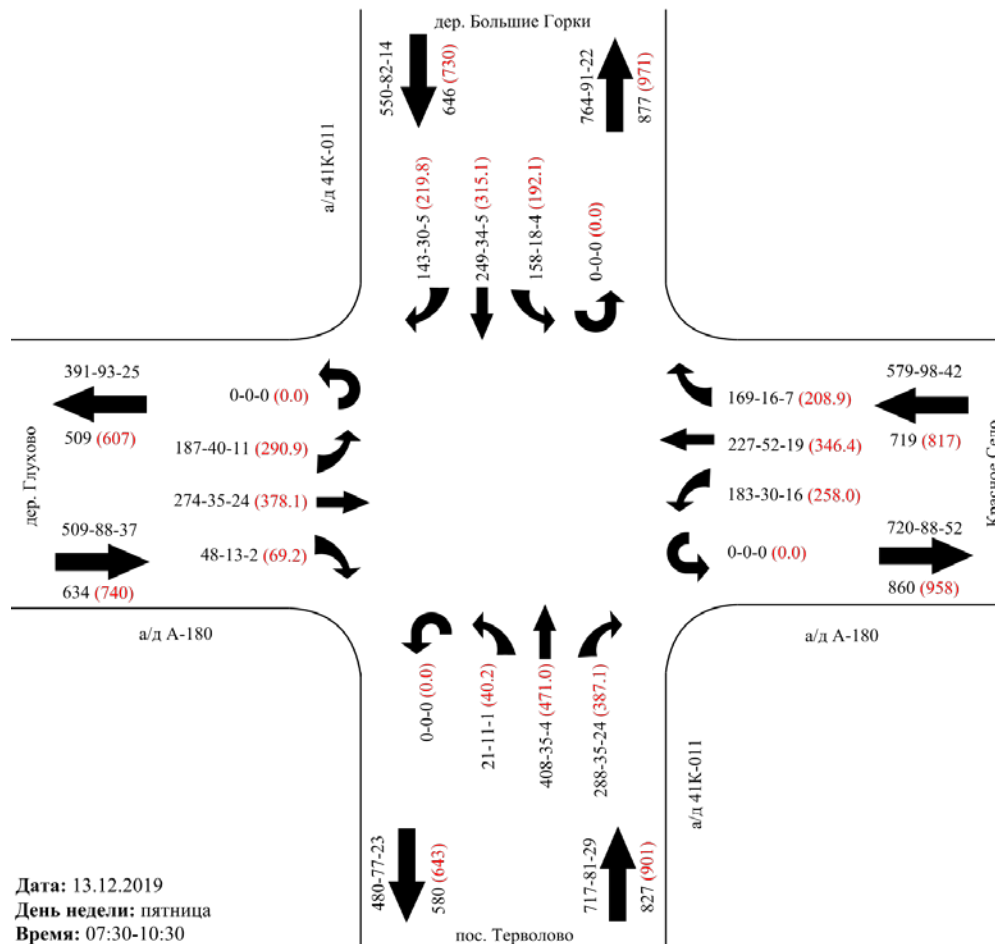 дер. Большие Горки
550-82-14
646 (730)
764-91-22
877 (971)
а/д 41К-011
143-30-5 (219.8)
249-34-5 (315.1)
158-18-4 (192.1)
0-0-0 (0.0)
391-93-25
509 (607)
дер. Глухово
509-88-37
634 (740)
0-0-0 (0.0)
187-40-11 (290.9)
274-35-24 (378.1)
48-13-2 (69.2)
169-16-7 (208.9)
227-52-19 (346.4)
183-30-16 (258.0)
0-0-0 (0.0)
579-98-42
719 (817)
Красное Село
720-88-52
860 (958)
а/д А-180
а/д А-180
0-0-0 (0.0)
21-11-1 (40.2)
408-35-4 (471.0)
288-35-24 (387.1)
а/д 41К-011
480-77-23
580 (643)
717-81-29
827 (901)
пос. Терволово
Дата: 13.12.2019
День недели: пятница
Время: 07:30-10:30